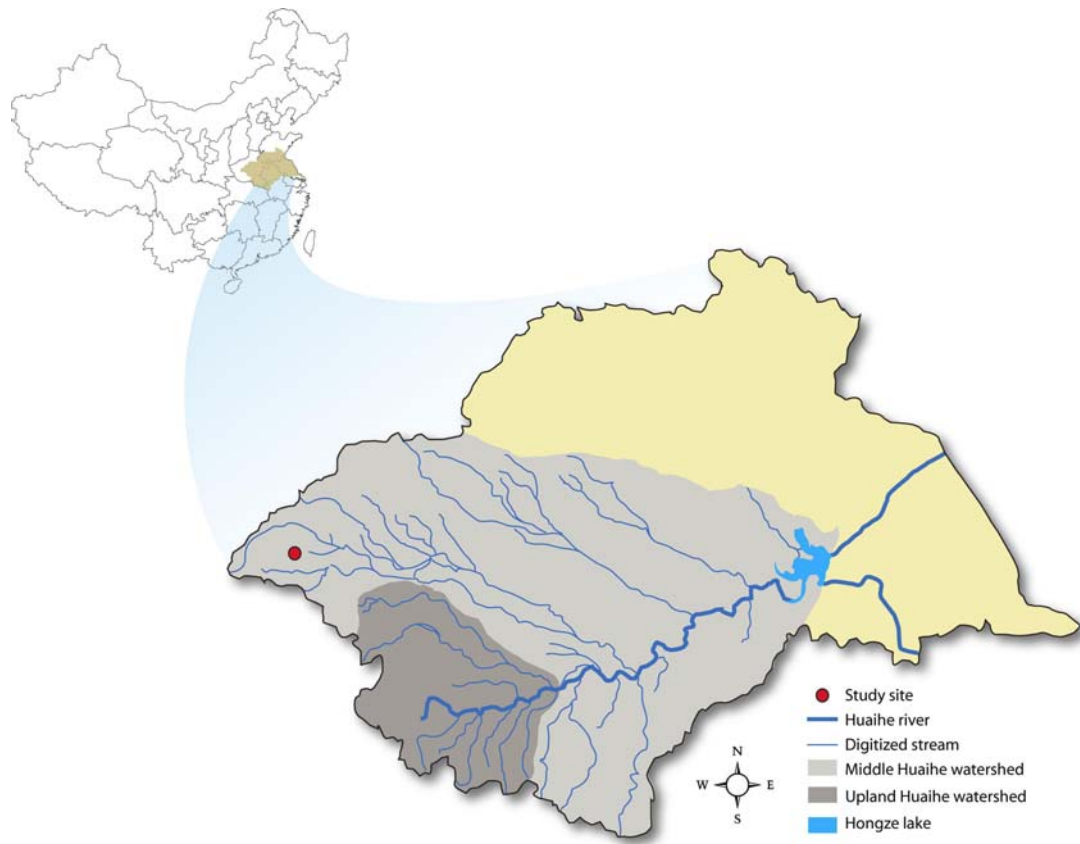 Study site
Huaihe river
Digitized stream
Middle Huaihe watershed
Upland Huaihe watershed
Hongze lake
N
W E
S